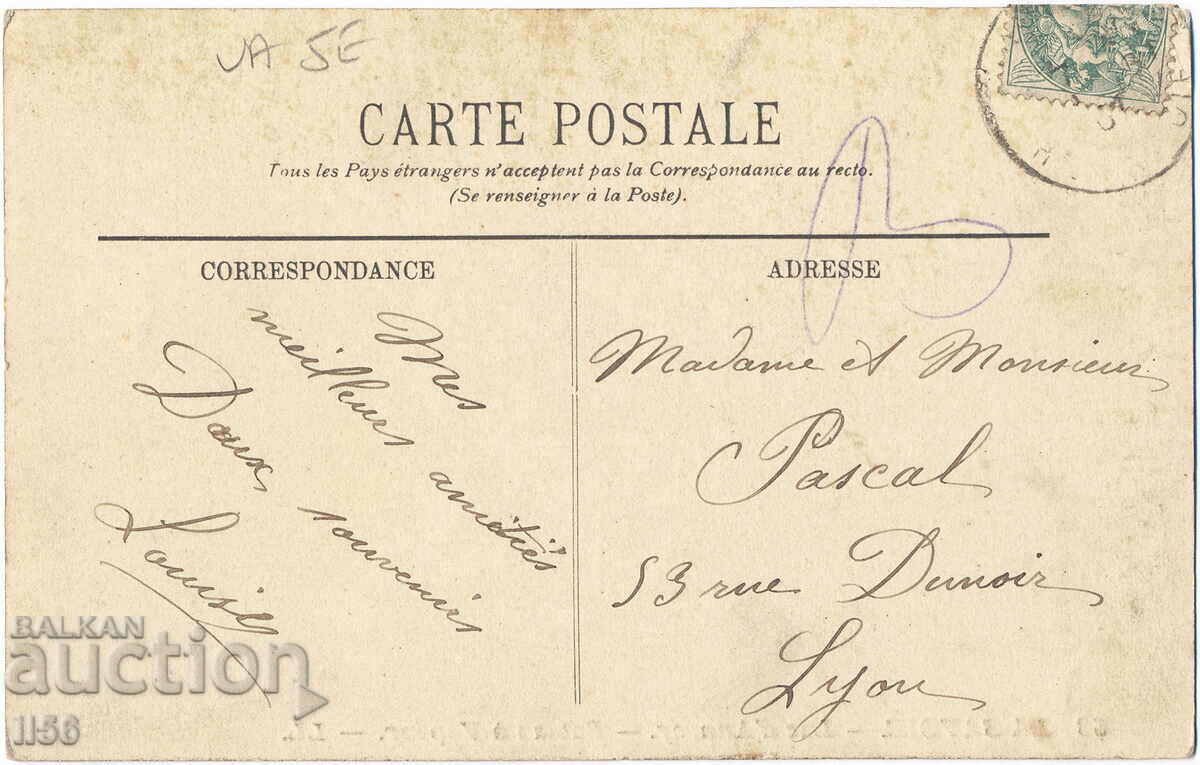 VA 5E
CARTE POSTALE
Tous les Pays étrangers n'acceptent pas la Correspondance au recto.
(Se renseigner à la Poste).
CORRESPONDANCE
Mes
meilleurs amitiés
Doux souvenirs
Louise
ADRESSE
Madame et Monsieur
Pascal
53 rue Dunoir
Lyon
BALKAN
auction
1156